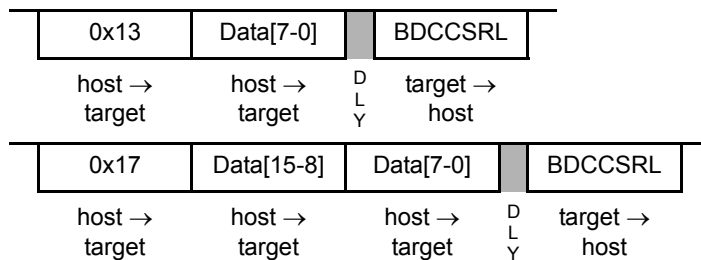 0x13 Data[7-0] BDCCSRL
host → target
host → target
D L Y
target → host
0x17 Data[15-8] Data[7-0] BDCCSRL
host → target
host → target
host → target
D L Y
target → host